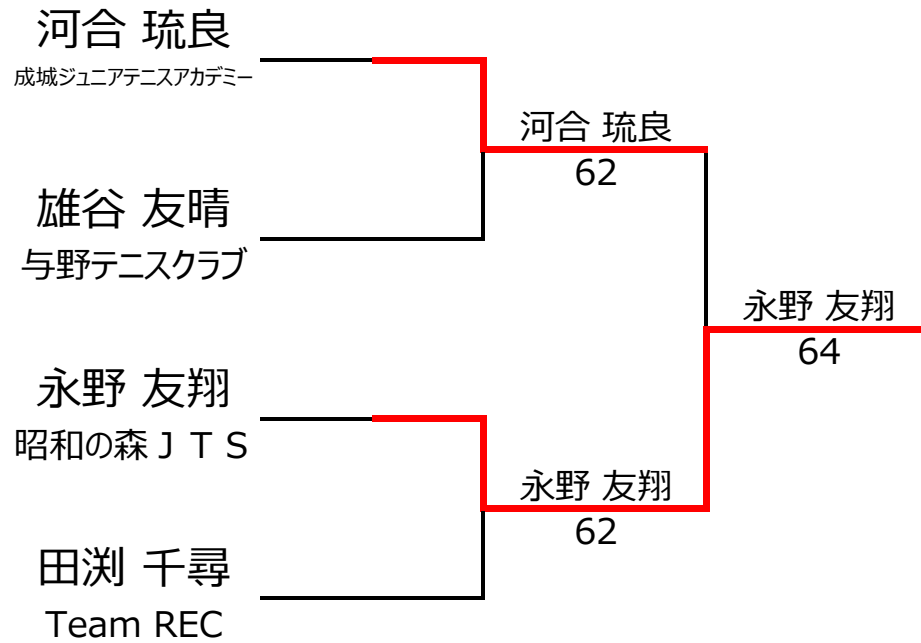 河合 琉良
成城ジュニアテニスアカデミー
河合 琉良
62
雄谷 友晴
与野テニスクラブ
永野 友翔
64
永野 友翔
昭和の森ＪＴＳ
永野 友翔
62
田渕 千尋
Team REC